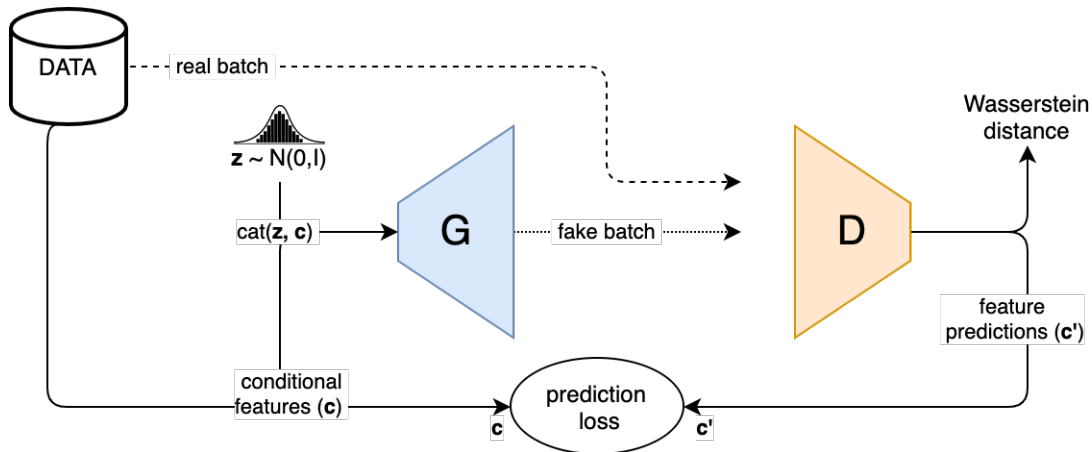 DATA
real batch
z ~ N(0,I)
Wasserstein
distance
cat(z, c)
G
fake batch
D
feature
predictions (c')
conditional
features (c)
prediction
loss
c
c'